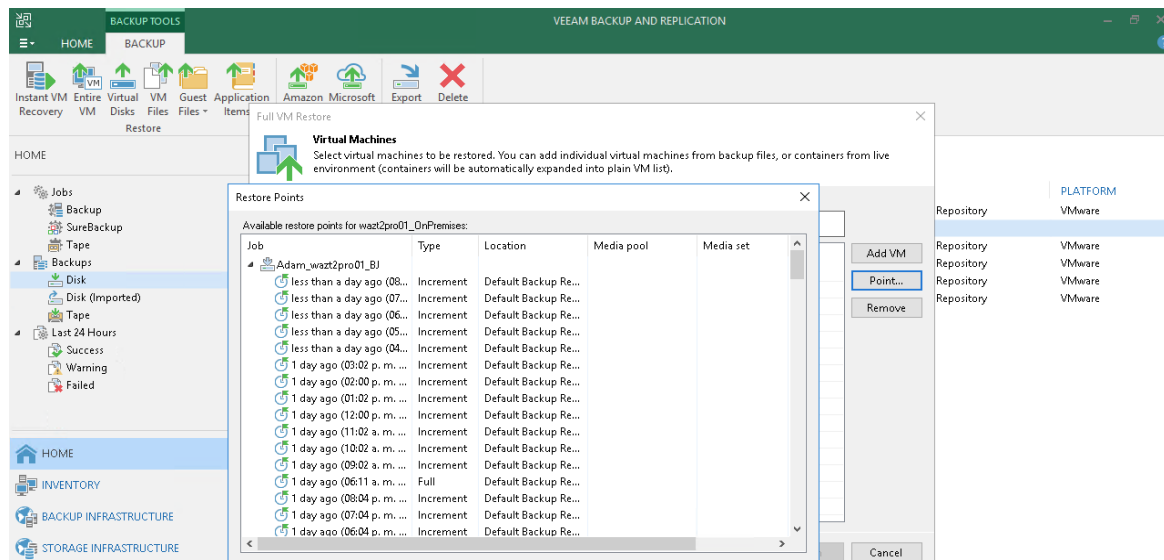 BACKUP TOOLS
VEEAM BACKUP AND REPLICATION
HOME BACKUP
Instant VM Recovery
Entire VM
Virtual Disks
VM Files
Guest Files
Application Items
Amazon
Microsoft
Export
Delete
Restore
Full VM Restore
Virtual Machines
Select virtual machines to be restored. You can add individual virtual machines from backup files, or containers from live
environment (containers will be automatically expanded into plain VM list).
HOME
Jobs
Backup
SureBackup
Tape
Backups
Disk
Disk (Imported)
Tape
Last 24 Hours
Success
Warning
Failed
HOME
INVENTORY
BACKUP INFRASTRUCTURE
STORAGE INFRASTRUCTURE
Restore Points
Available restore points for wazt2pro01_OnPremises:
Job Type Location Media pool Media set
Adam_wazt2pro01_BJ
less than a day ago (08... Increment Default Backup Re...
less than a day ago (07... Increment Default Backup Re...
less than a day ago (06... Increment Default Backup Re...
less than a day ago (05... Increment Default Backup Re...
less than a day ago (04... Increment Default Backup Re...
1 day ago (03:02 p. m. ... Increment Default Backup Re...
1 day ago (02:00 p. m. ... Increment Default Backup Re...
1 day ago (01:02 p. m. ... Increment Default Backup Re...
1 day ago (12:00 p. m. ... Increment Default Backup Re...
1 day ago (11:02 a. m. ... Increment Default Backup Re...
1 day ago (10:02 a. m. ... Increment Default Backup Re...
1 day ago (09:02 a. m. ... Increment Default Backup Re...
1 day ago (06:11 a. m. ... Full Default Backup Re...
1 day ago (08:04 p. m. ... Increment Default Backup Re...
1 day ago (07:04 p. m. ... Increment Default Backup Re...
1 day ago (06:04 p. m. ... Increment Default Backup Re...
Add VM
Point...
Remove
Cancel
PLATFORM
Repository VMware
Repository VMware
Repository VMware
Repository VMware
Repository VMware